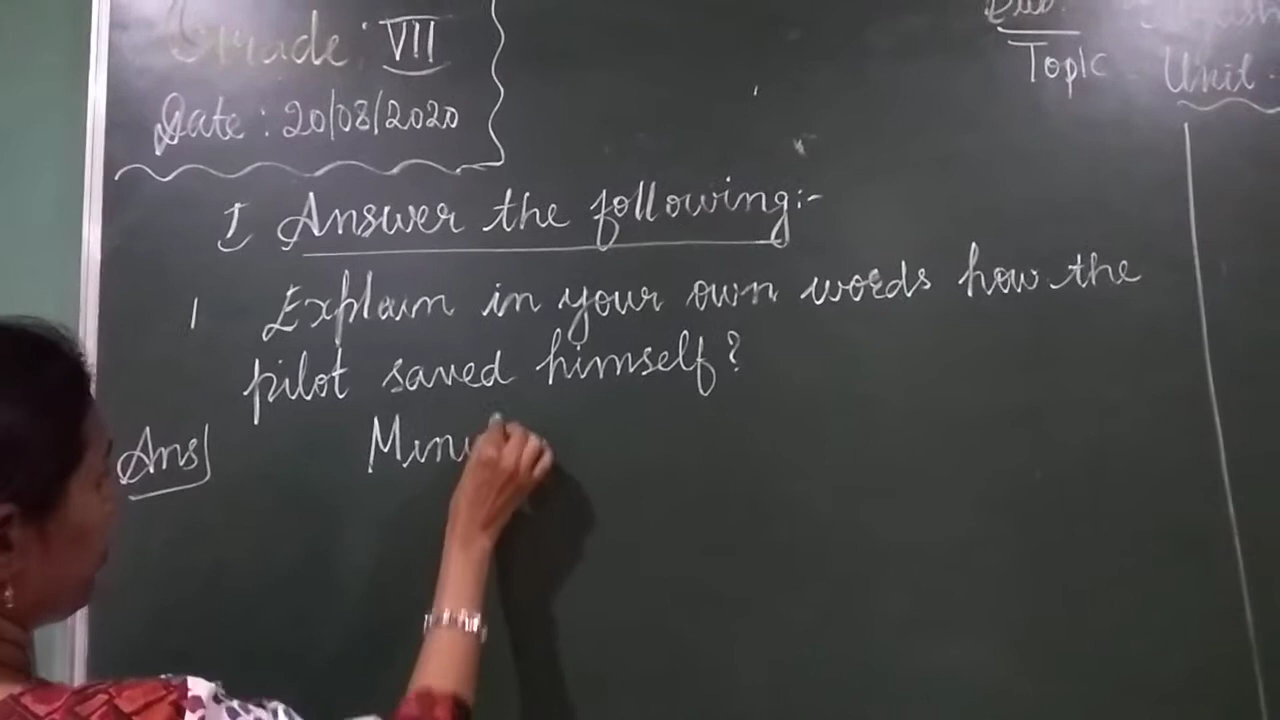 Grade: VII
Date: 20/08/2020
Sub:
Topic Unit
I Answer the following:-
1 Explain in your own words how the
pilot saved himself?
Ans